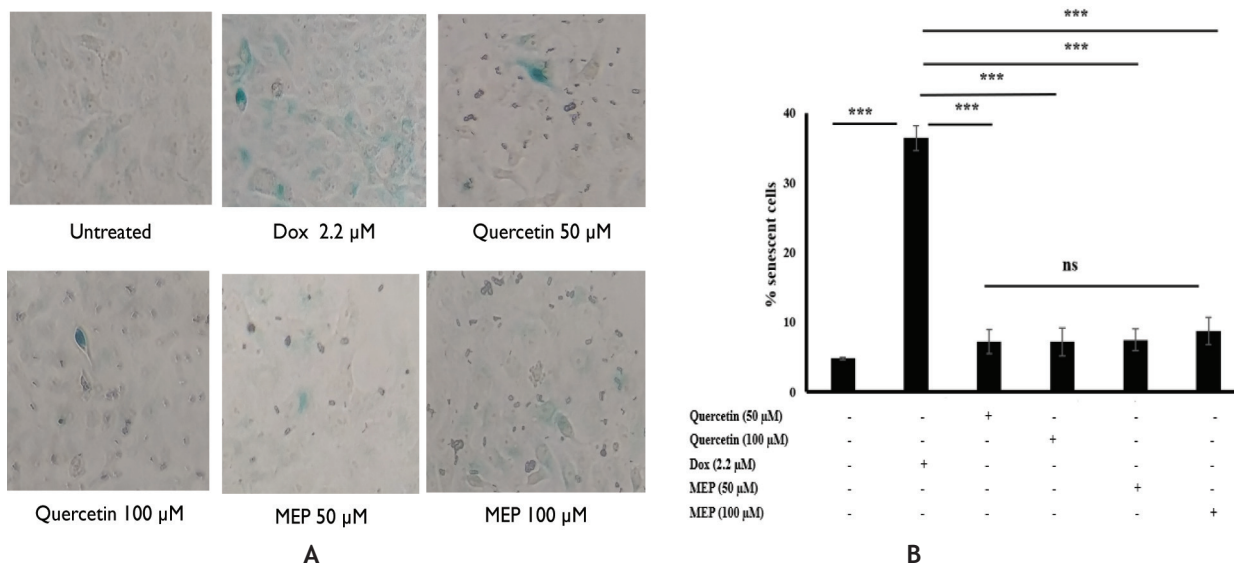 Untreated
Dox 2.2 µM
Quercetin 50 µM
Quercetin 100 µM
MEP 50 µM
MEP 100 µM
A
***
***
***
*** ***
ns
% senescent cells
40
30
20
10
0
Quercetin (50 µM) - - + - - -
Quercetin (100 µM) - - - + - -
Dox (2.2 µM) - + - - - -
MEP (50 µM) - - - - + -
MEP (100 µM) - - - - - +
B